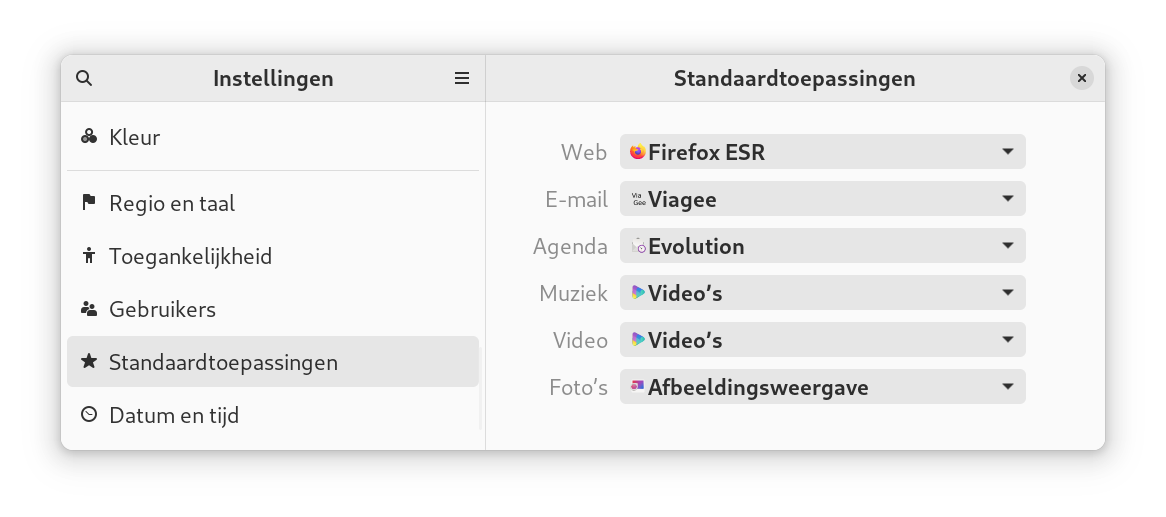 Instellingen
Standaardtoepassingen
Kleur
Regio en taal
Toegankelijkheid
Gebruikers
Standaardtoepassingen
Datum en tijd
Web Firefox ESR
E-mail Via Gee Viagee
Agenda Evolution
Muziek Video’s
Video Video’s
Foto’s Afbeeldingsweergave